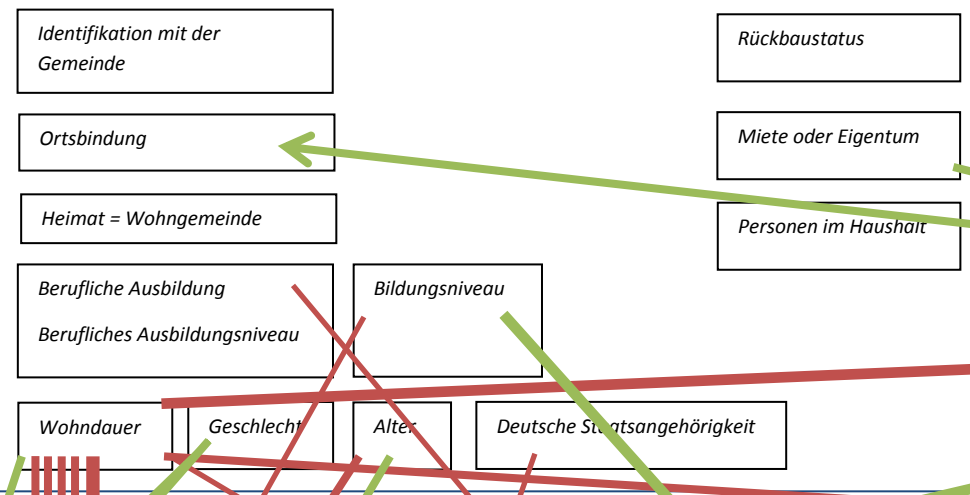 Identifikation mit der
Gemeinde
Rückbaustatus
Ortsbindung
Miete oder Eigentum
Heimat = Wohngemeinde
Personen im Haushalt
Berufliche Ausbildung
Berufliches Ausbildungsniveau
Bildungsniveau
Wohndauer
Geschlecht
Alter
Deutsche Staatsangehörigkeit